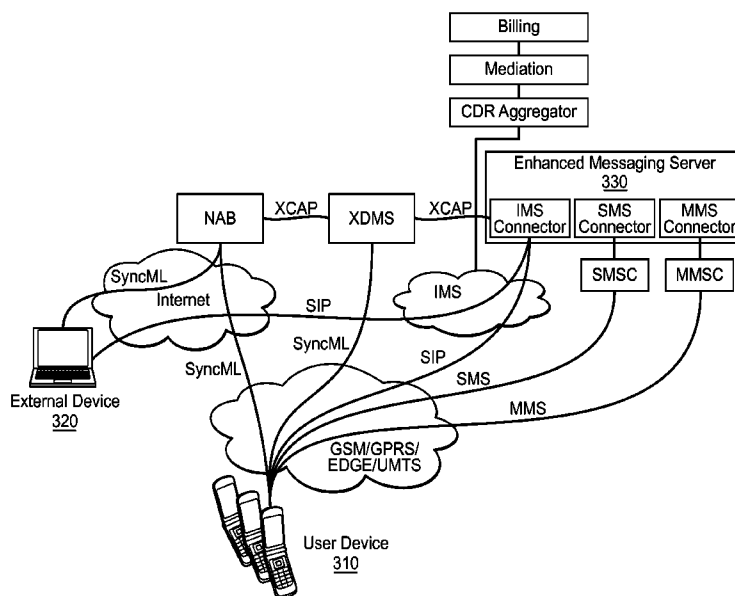 Billing
Mediation
CDR Aggregator
Enhanced Messaging Server
330
NAB
XCAP
XDMS
XCAP
IMS
Connector
SMS
Connector
MMS
Connector
SMSC
MMSC
SyncML
Internet
IMS
SIP
SyncML
SyncML
SIP
SMS
MMS
External Device
320
GSM/GPRS/
EDGE/UMTS
User Device
310